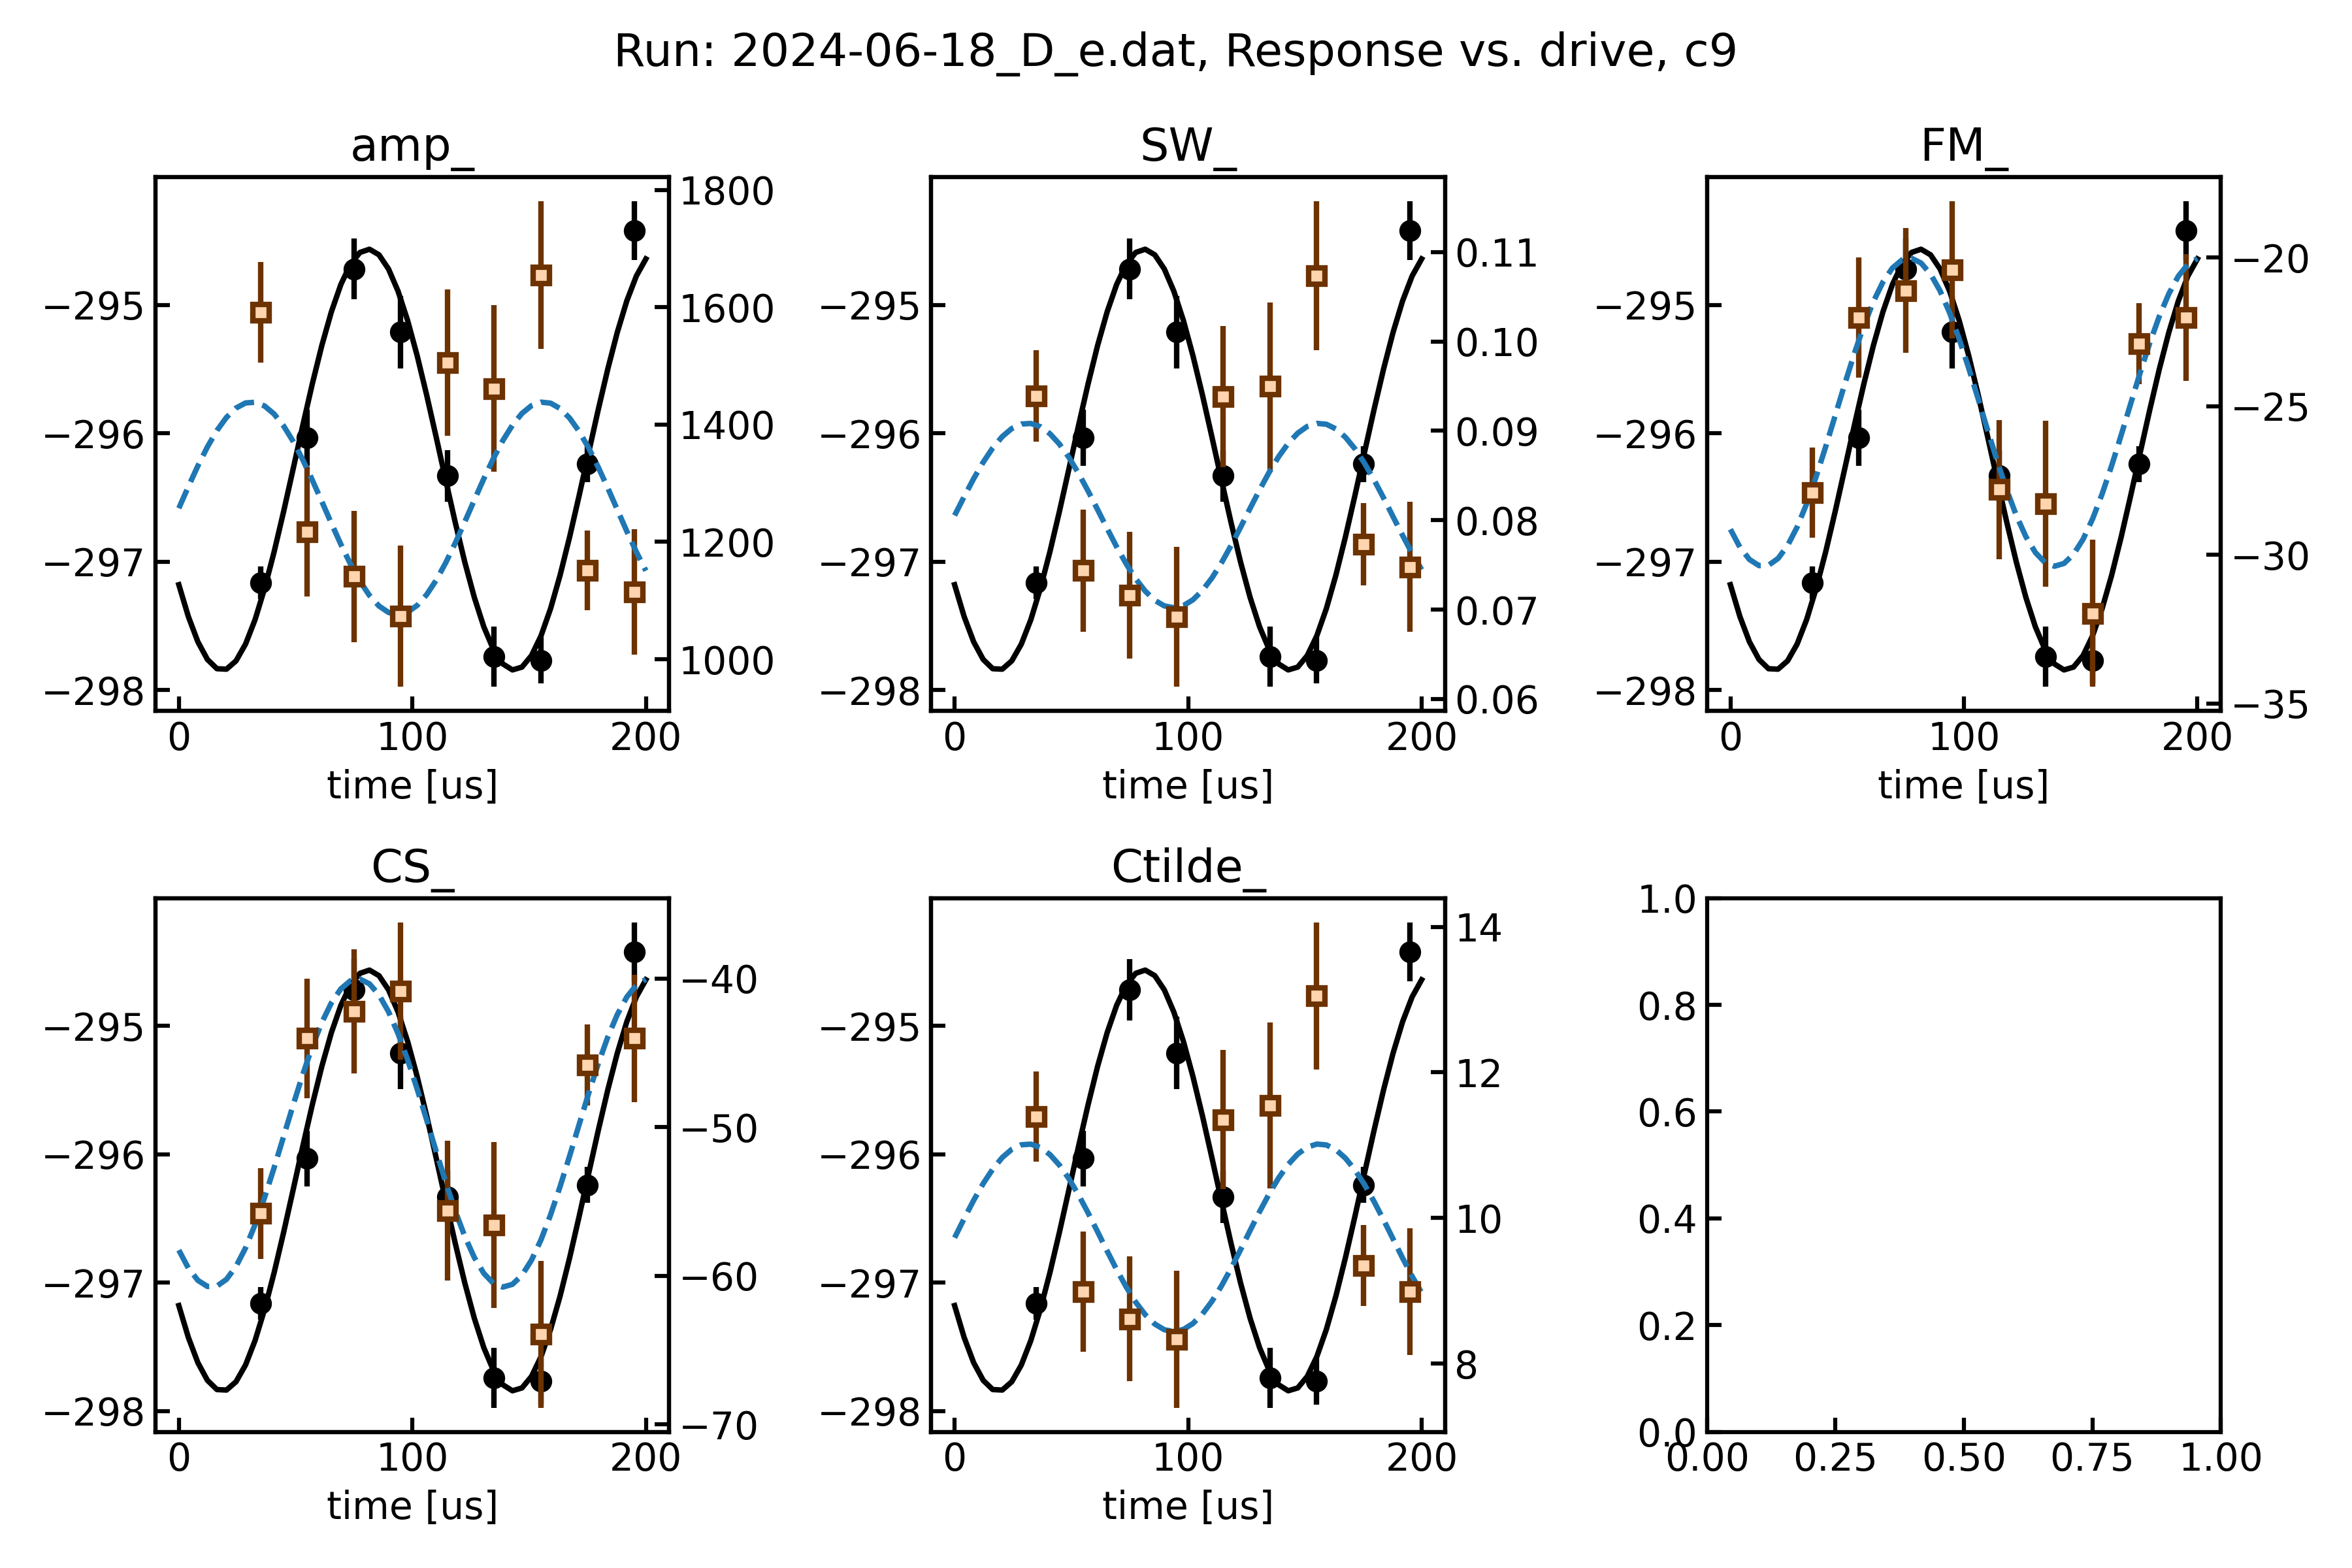 Run: 2024-06-18_D_e.dat, Response vs. drive, c9
amp_
SW_
FM_
−295
−296
−297
−298
1800
1600
1400
1200
1000
0 100 200
time [us]
−295
−296
−297
−298
0.11
0.10
0.09
0.08
0.07
0.06
0 100 200
time [us]
−295
−296
−297
−298
−20
−25
−30
−35
0 100 200
time [us]
CS_
Ctilde_
−295
−296
−297
−298
−40
−50
−60
−70
0 100 200
time [us]
−295
−296
−297
−298
14
12
10
8
0 100 200
time [us]
1.0
0.8
0.6
0.4
0.2
0.0
0.00 0.25 0.50 0.75 1.00